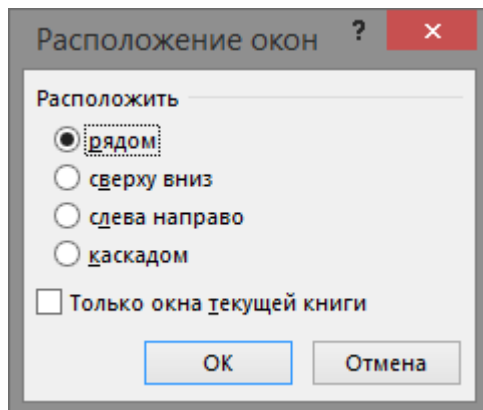 Расположение окон ?
Расположить
рядом
сверху вниз
слева направо
каскадом
Только окна текущей книги
ОК Отмена